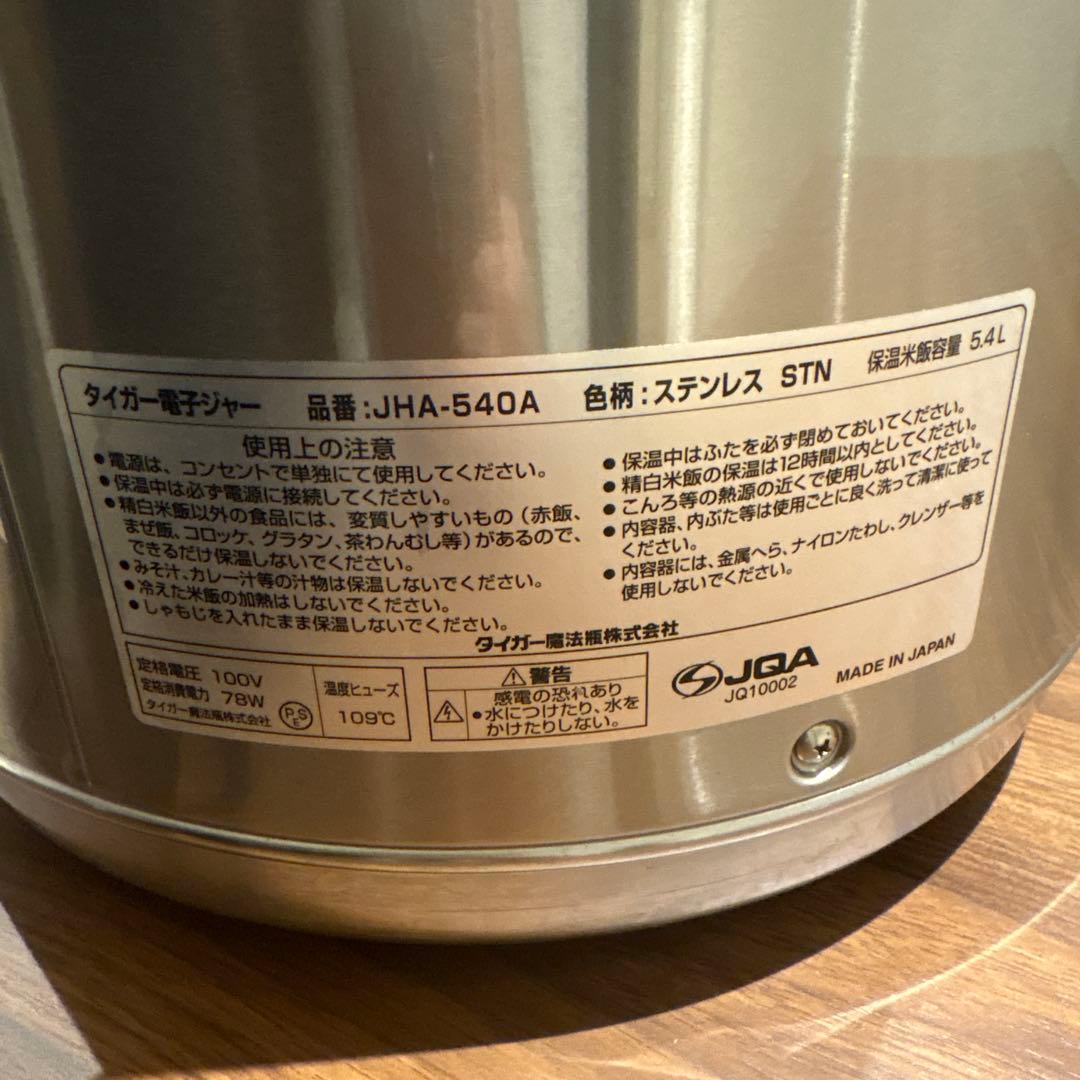 タイガー電子ジャー 品番:JHA-540A 色柄:ステンレス STN 保温米飯容量 5.4L
使用上の注意
●電源は、コンセントで単独にて使用してください。
●保温中は必ず電源に接続してください。
●精白米飯以外の食品には、変質しやすいもの(赤飯、
まぜ飯、コロッケ、グラタン、茶わんむし等)があるので、
できるだけ保温しないでください。
●みそ汁、カレー汁等の汁物は保温しないでください。
●冷えた米飯の加熱はしないでください。
●しゃもじを入れたまま保温しないでください。
●保温中はふたを必ず閉めておいてください。
●精白米飯の保温は12時間以内としてください。
●こんろ等の熱源の近くで使用しないでください。
●内容器、内ぶた等は使用ごとに良く洗って清潔に使って
ください。
●内容器には、金属へら、ナイロンたわし、クレンザー等を
使用しないでください。
タイガー魔法瓶株式会社
定格電圧 100V
定格消費電力 78W
タイガー魔法瓶株式会社
PSE
温度ヒューズ
109℃
⚠警告
感電の恐れあり
●水につけたり、水を
かけたりしない。
JQA
JQ10002
MADE IN JAPAN